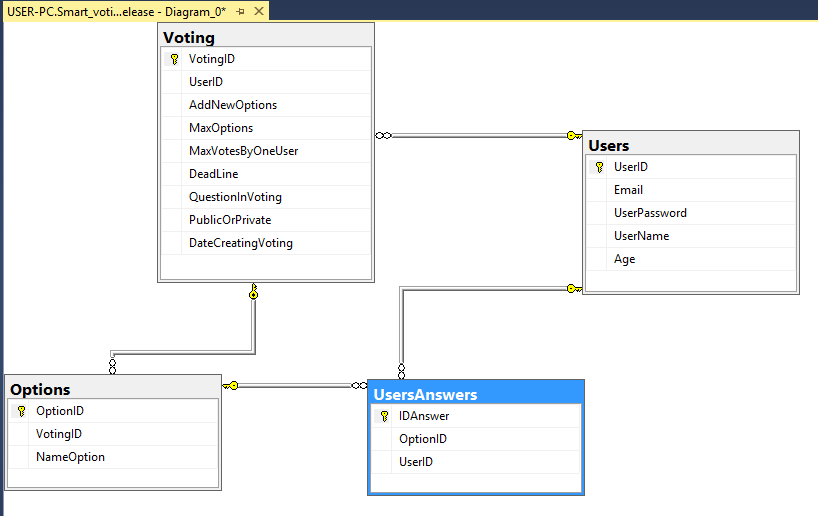 USER-PC.Smart_voti...elease - Diagram_0*
Voting
VotingID
UserID
AddNewOptions
MaxOptions
MaxVotesByOneUser
DeadLine
QuestionInVoting
PublicOrPrivate
DateCreatingVoting
Users
UserID
Email
UserPassword
UserName
Age
Options
OptionID
VotingID
NameOption
UsersAnswers
IDAnswer
OptionID
UserID